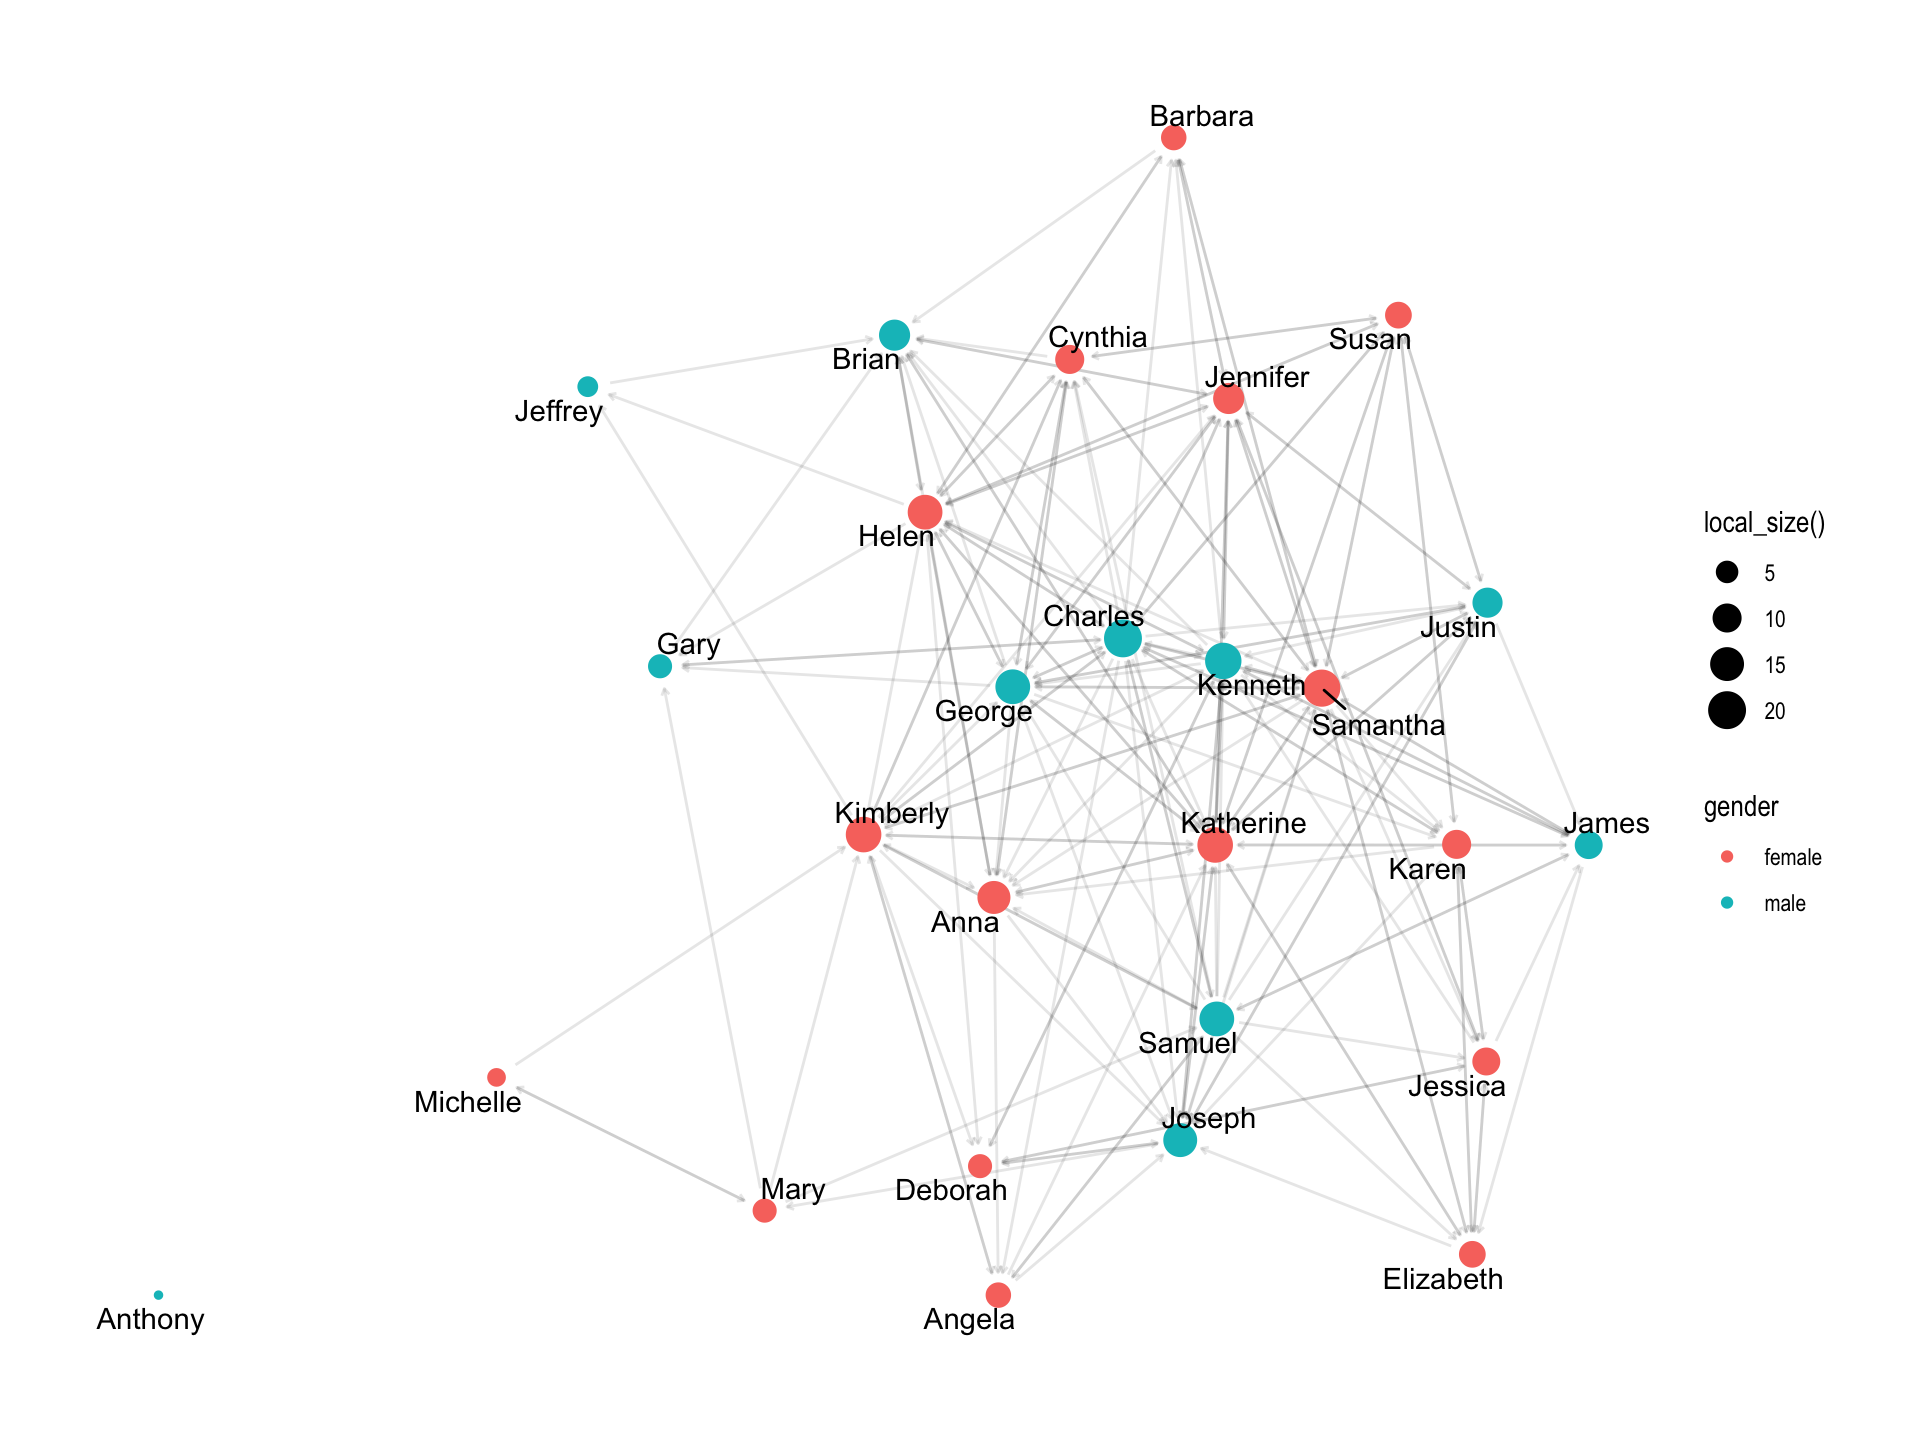 Barbara
Susan
Cynthia
Brian
Jennifer
Jeffrey
Helen
Charles
Justin
Gary
Kenneth
George
Samantha
Kimberly
Katherine
James
Karen
Anna
Samuel
Jessica
Michelle
Joseph
Mary
Deborah
Elizabeth
Angela
Anthony
local_size()
5
10
15
20
gender
female
male